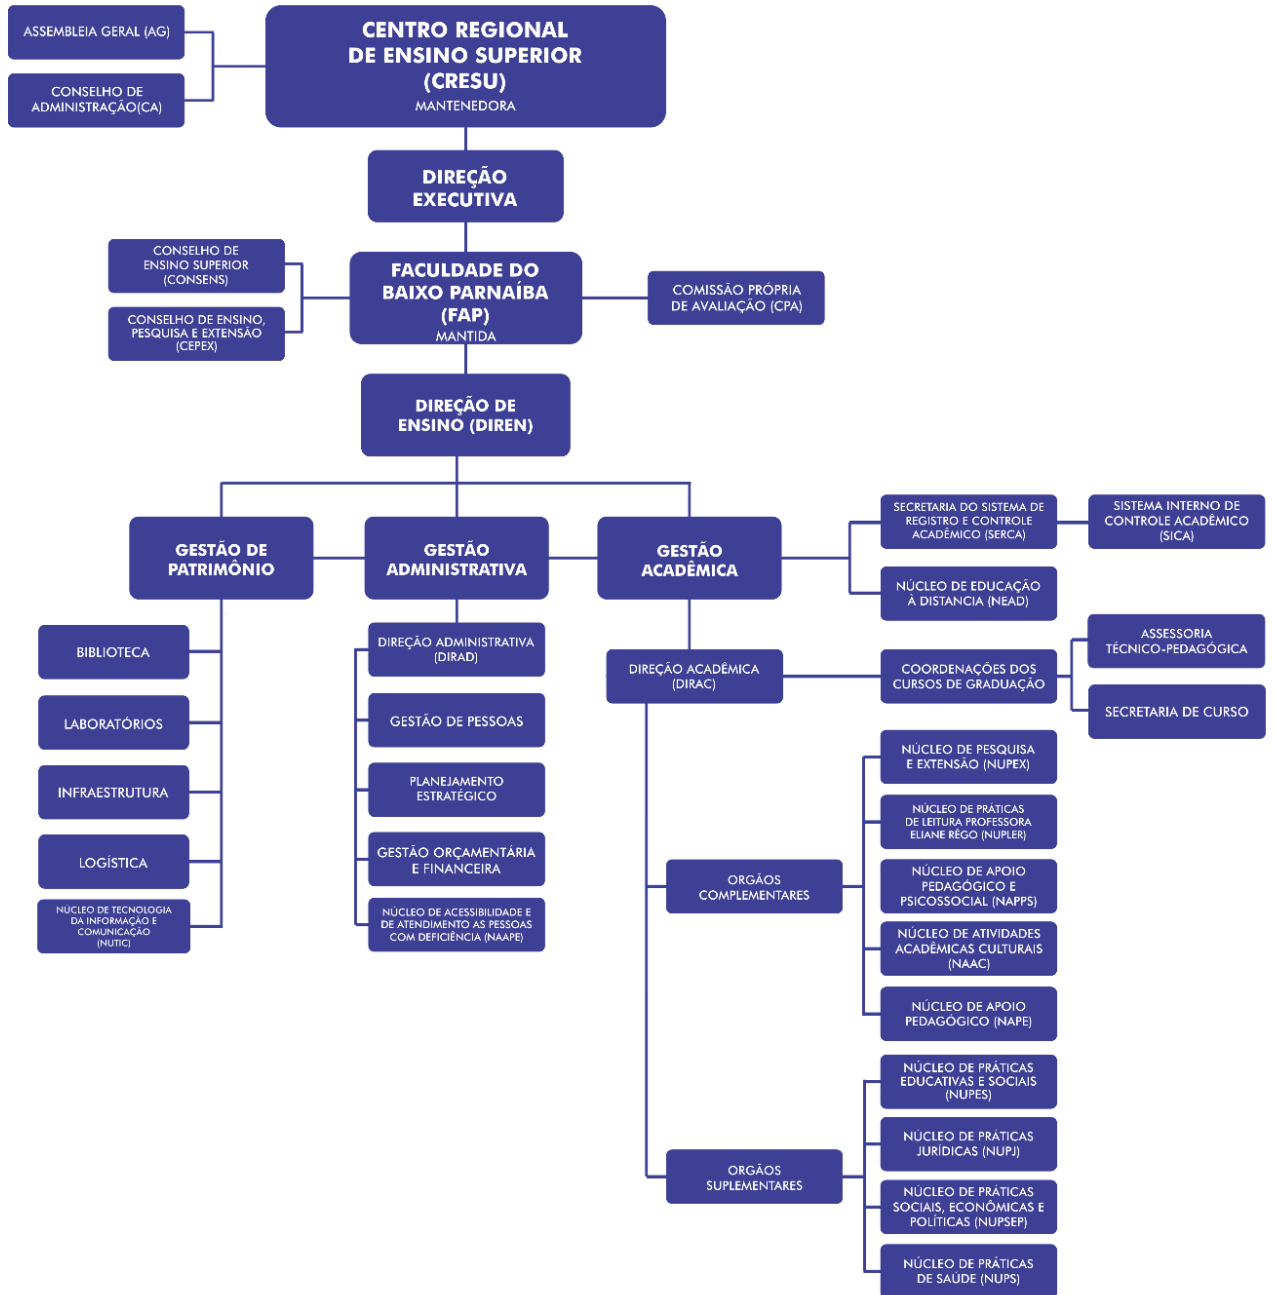 ASSEMBLEIA GERAL (AG)
CONSELHO DE
ADMINISTRAÇÃO(CA)
CENTRO REGIONAL
DE ENSINO SUPERIOR
(CRESU)
MANTENEDORA
DIREÇÃO
EXECUTIVA
CONSELHO DE
ENSINO SUPERIOR
(CONSENS)
CONSELHO DE ENSINO,
PESQUISA E EXTENSÃO
(CEPEX)
FACULDADE DO
BAIXO PARNAÍBA
(FAP)
MANTIDA
COMISSÃO PRÓPRIA
DE AVALIAÇÃO (CPA)
DIREÇÃO DE
ENSINO (DIREN)
GESTÃO DE
PATRIMÔNIO
GESTÃO
ADMINISTRATIVA
GESTÃO
ACADÊMICA
SECRETARIA DO SISTEMA DE
REGISTRO E CONTROLE
ACADÊMICO (SERCA)
SISTEMA INTERNO DE
CONTROLE ACADÊMICO
(SICA)
NÚCLEO DE EDUCAÇÃO
À DISTANCIA (NEAD)
BIBLIOTECA
LABORATÓRIOS
INFRAESTRUTURA
LOGÍSTICA
NÚCLEO DE TECNOLOGIA
DA INFORMAÇÃO E
COMUNICAÇÃO
(NUTIC)
DIREÇÃO ADMINISTRATIVA
(DIRAD)
GESTÃO DE PESSOAS
PLANEJAMENTO
ESTRATÉGICO
GESTÃO ORÇAMENTÁRIA
E FINANCEIRA
NÚCLEO DE ACESSIBILIDADE E
DE ATENDIMENTO AS PESSOAS
COM DEFICIÊNCIA (NAAPE)
DIREÇÃO ACADÊMICA
(DIRAC)
COORDENAÇÕES DOS
CURSOS DE GRADUAÇÃO
ASSESSORIA
TÉCNICO-PEDAGÓGICA
SECRETARIA DE CURSO
ORGÃOS
COMPLEMENTARES
NÚCLEO DE PESQUISA
E EXTENSÃO (NUPEX)
NÚCLEO DE PRÁTICAS
DE LEITURA PROFESSORA
ELIANE RÊGO (NUPLER)
NÚCLEO DE APOIO
PEDAGÓGICO E
PSICOSSOCIAL (NAPPS)
NÚCLEO DE ATIVIDADES
ACADÊMICAS CULTURAIS
(NAAC)
NÚCLEO DE APOIO
PEDAGÓGICO (NAPE)
ORGÃOS
SUPLEMENTARES
NÚCLEO DE PRÁTICAS
EDUCATIVAS E SOCIAIS
(NUPES)
NÚCLEO DE PRÁTICAS
JURÍDICAS (NUPJ)
NÚCLEO DE PRÁTICAS
SOCIAIS, ECONÔMICAS E
POLÍTICAS (NUPSEP)
NÚCLEO DE PRÁTICAS
DE SAÚDE (NUPS)